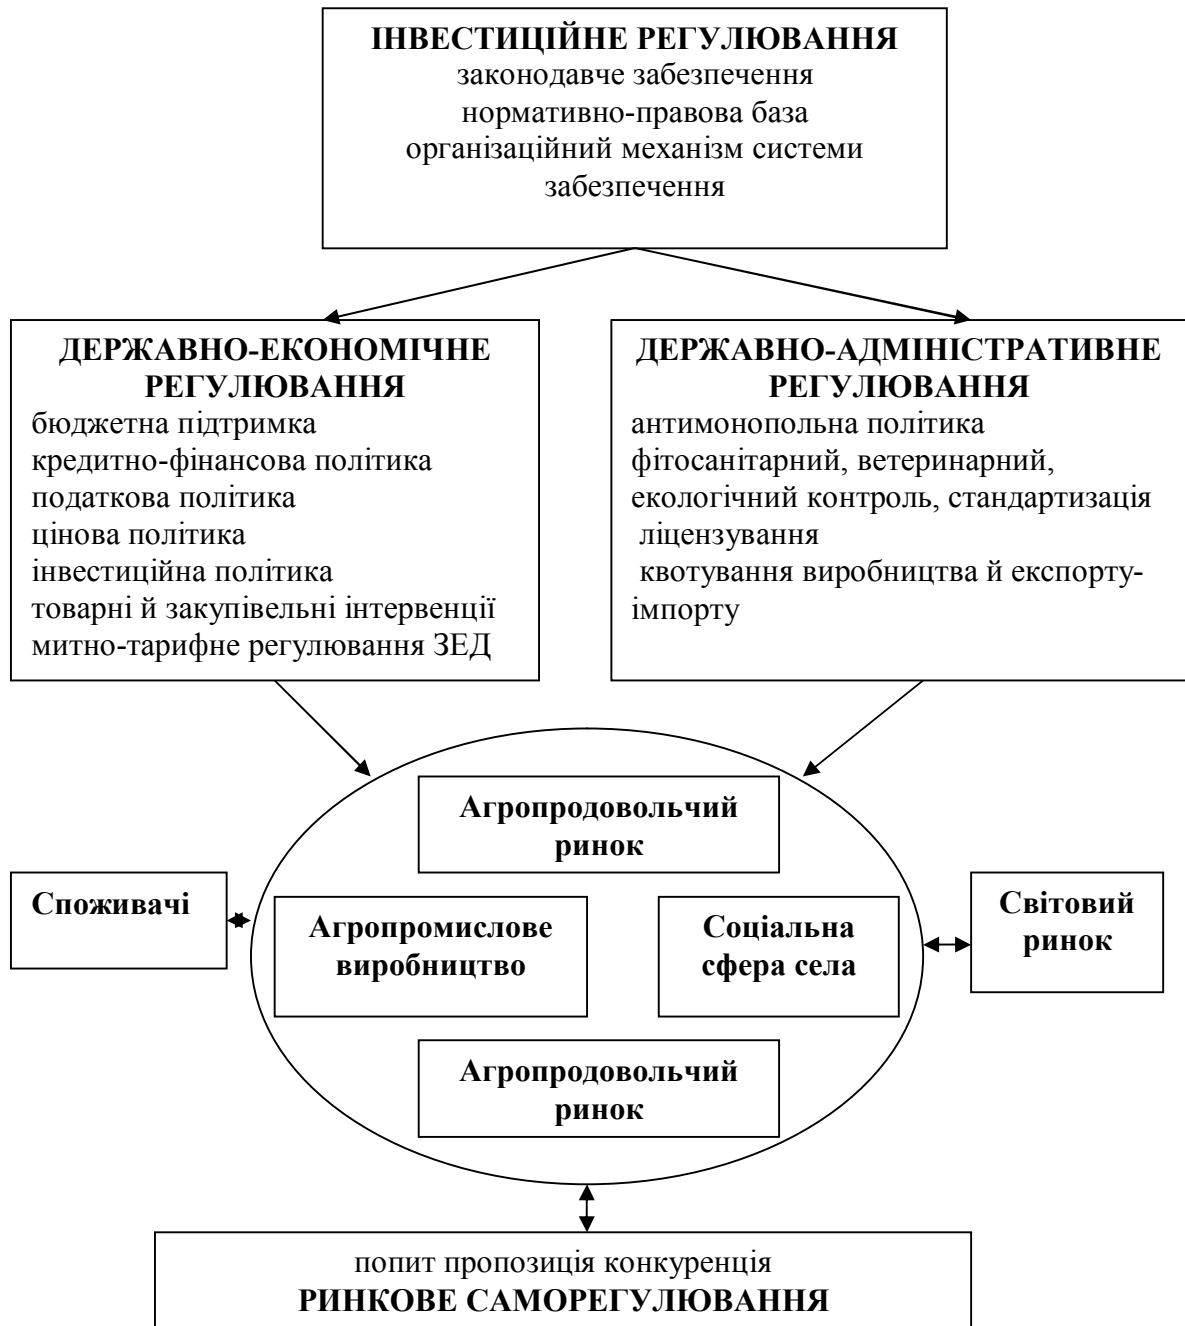 ІНВЕСТИЦІЙНЕ РЕГУЛЮВАННЯ
законодавче забезпечення
нормативно-правова база
організаційний механізм системи
забезпечення
ДЕРЖАВНО-ЕКОНОМІЧНЕ
РЕГУЛЮВАННЯ
бюджетна підтримка
кредитно-фінансова політика
податкова політика
цінова політика
інвестиційна політика
товарні й закупівельні інтервенції
митно-тарифне регулювання ЗЕД
ДЕРЖАВНО-АДМІНІСТРАТИВНЕ
РЕГУЛЮВАННЯ
антимонопольна політика
фітосанітарний, ветеринарний,
екологічний контроль, стандартизація
ліцензування
квотування виробництва й експорту-
імпорту
Агропродовольчий
ринок
Споживачі
Агропромислове
виробництво
Соціальна
сфера села
Світовий
ринок
Агропродовольчий
ринок
попит пропозиція конкуренція
РИНКОВЕ САМОРЕГУЛЮВАННЯ